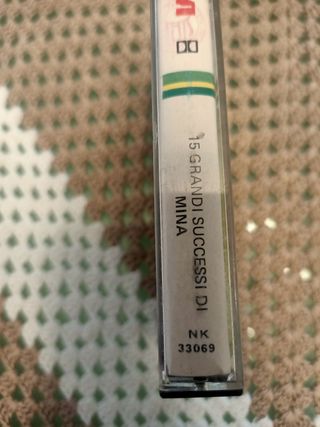 15 GRANDI SUCCESSI DI
MINA
NK
33069